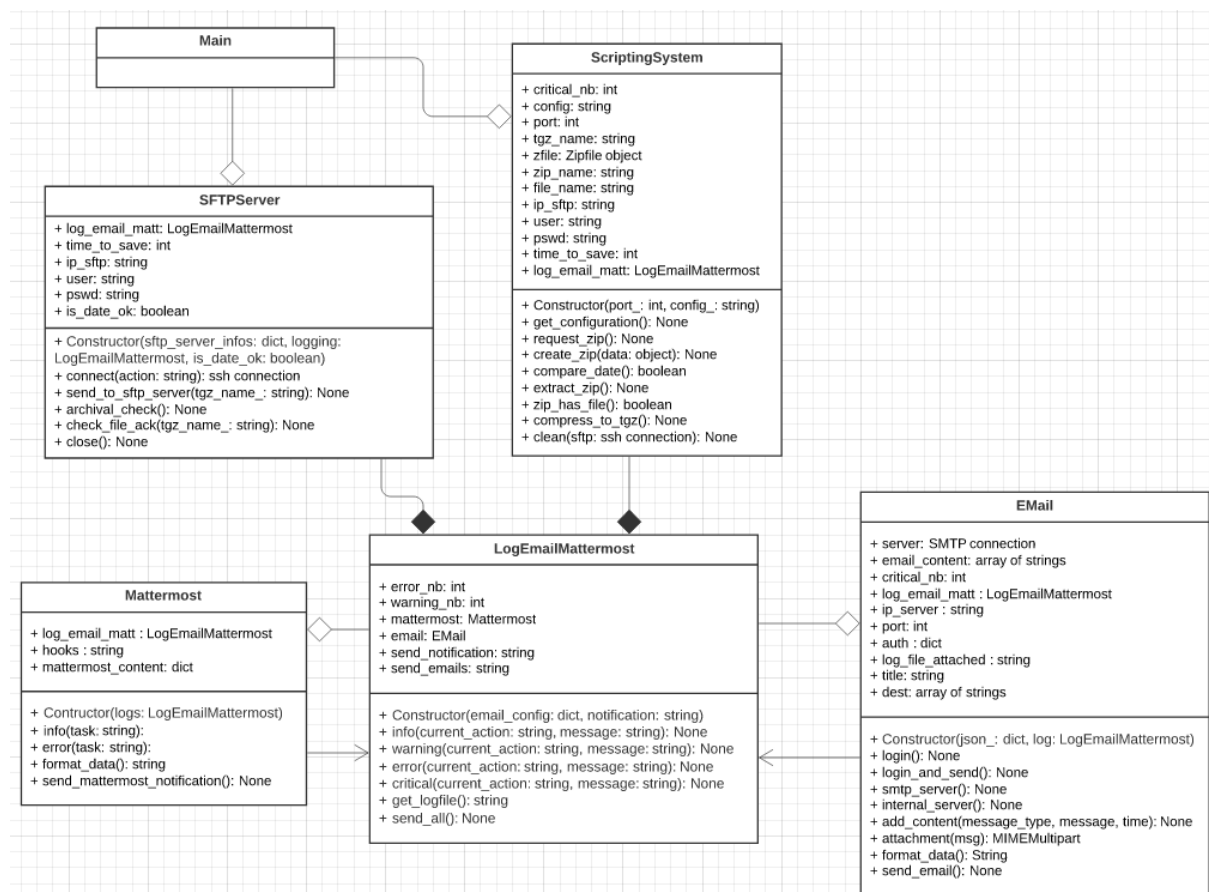 Main
ScriptingSystem
+ critical_nb: int
+ config: string
+ port: int
+ tgz_name: string
+ zfile: Zipfile object
+ zip_name: string
+ file_name: string
+ ip_sftp: string
+ user: string
+ pswd: string
+ time_to_save: int
+ log_email_matt: LogEmailMattermost
+ Constructor(port_: int, config_: string)
+ get_configuration(): None
+ request_zip(): None
+ create_zip(data: object): None
+ compare_date(): boolean
+ extract_zip(): None
+ zip_has_file(): boolean
+ compress_to_tgz(): None
+ clean(sftp: ssh connection): None
SFTPServer
+ log_email_matt: LogEmailMattermost
+ time_to_save: int
+ ip_sftp: string
+ user: string
+ pswd: string
+ is_date_ok: boolean
+ Constructor(sftp_server_infos: dict, logging:
LogEmailMattermost, is_date_ok: boolean)
+ connect(action: string): ssh connection
+ send_to_sftp_server(tgz_name_: string): None
+ archival_check(): None
+ check_file_ack(tgz_name_: string): None
+ close(): None
LogEmailMattermost
+ error_nb: int
+ warning_nb: int
+ mattermost: Mattermost
+ email: EMail
+ send_notification: string
+ send_emails: string
+ Constructor(email_config: dict, notification: string)
+ info(current_action: string, message: string): None
+ warning(current_action: string, message: string): None
+ error(current_action: string, message: string): None
+ critical(current_action: string, message: string): None
+ get_logfile(): string
+ send_all(): None
Mattermost
+ log_email_matt : LogEmailMattermost
+ hooks : string
+ mattermost_content: dict
+ Contructor(logs: LogEmailMattermost)
+ info(task: string):
+ error(task: string):
+ format_data(): string
+ send_mattermost_notification(): None
EMail
+ server: SMTP connection
+ email_content: array of strings
+ critical_nb: int
+ log_email_matt : LogEmailMattermost
+ ip_server : string
+ port: int
+ auth : dict
+ log_file_attached : string
+ title: string
+ dest: array of strings
+ Constructor(json_: dict, log: LogEmailMattermost)
+ login(): None
+ login_and_send(): None
+ smtp_server(): None
+ internal_server(): None
+ add_content(message_type, message, time): None
+ attachment(msg): MIMEMultipart
+ format_data(): String
+ send_email(): None